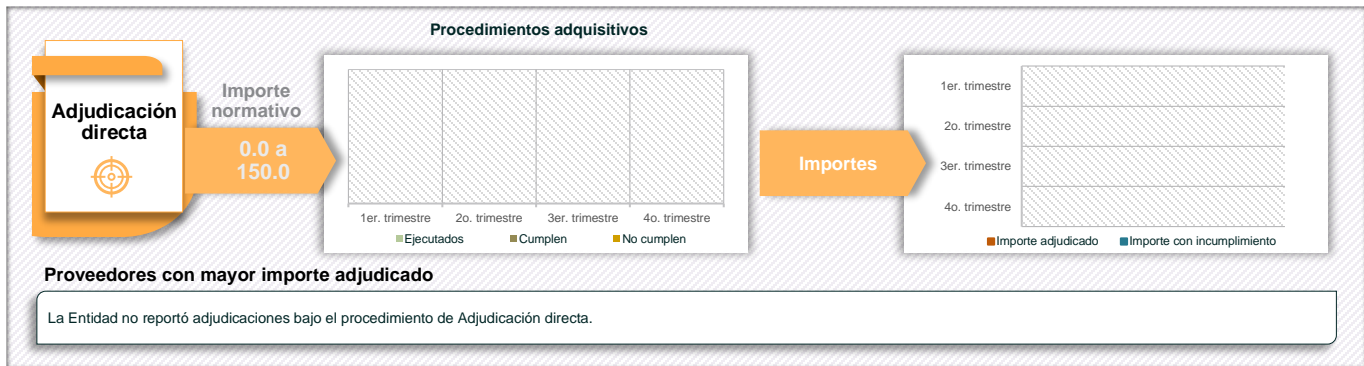 Procedimientos adquisitivos
Adjudicación
directa
Importe
normativo
0.0 a
150.0
1er. trimestre 2o. trimestre 3er. trimestre 4o. trimestre
Ejecutados Cumplen No cumplen
Importes
1er. trimestre
2o. trimestre
3er. trimestre
4o. trimestre
Importe adjudicado Importe con incumplimiento
Proveedores con mayor importe adjudicado
La Entidad no reportó adjudicaciones bajo el procedimiento de Adjudicación directa.